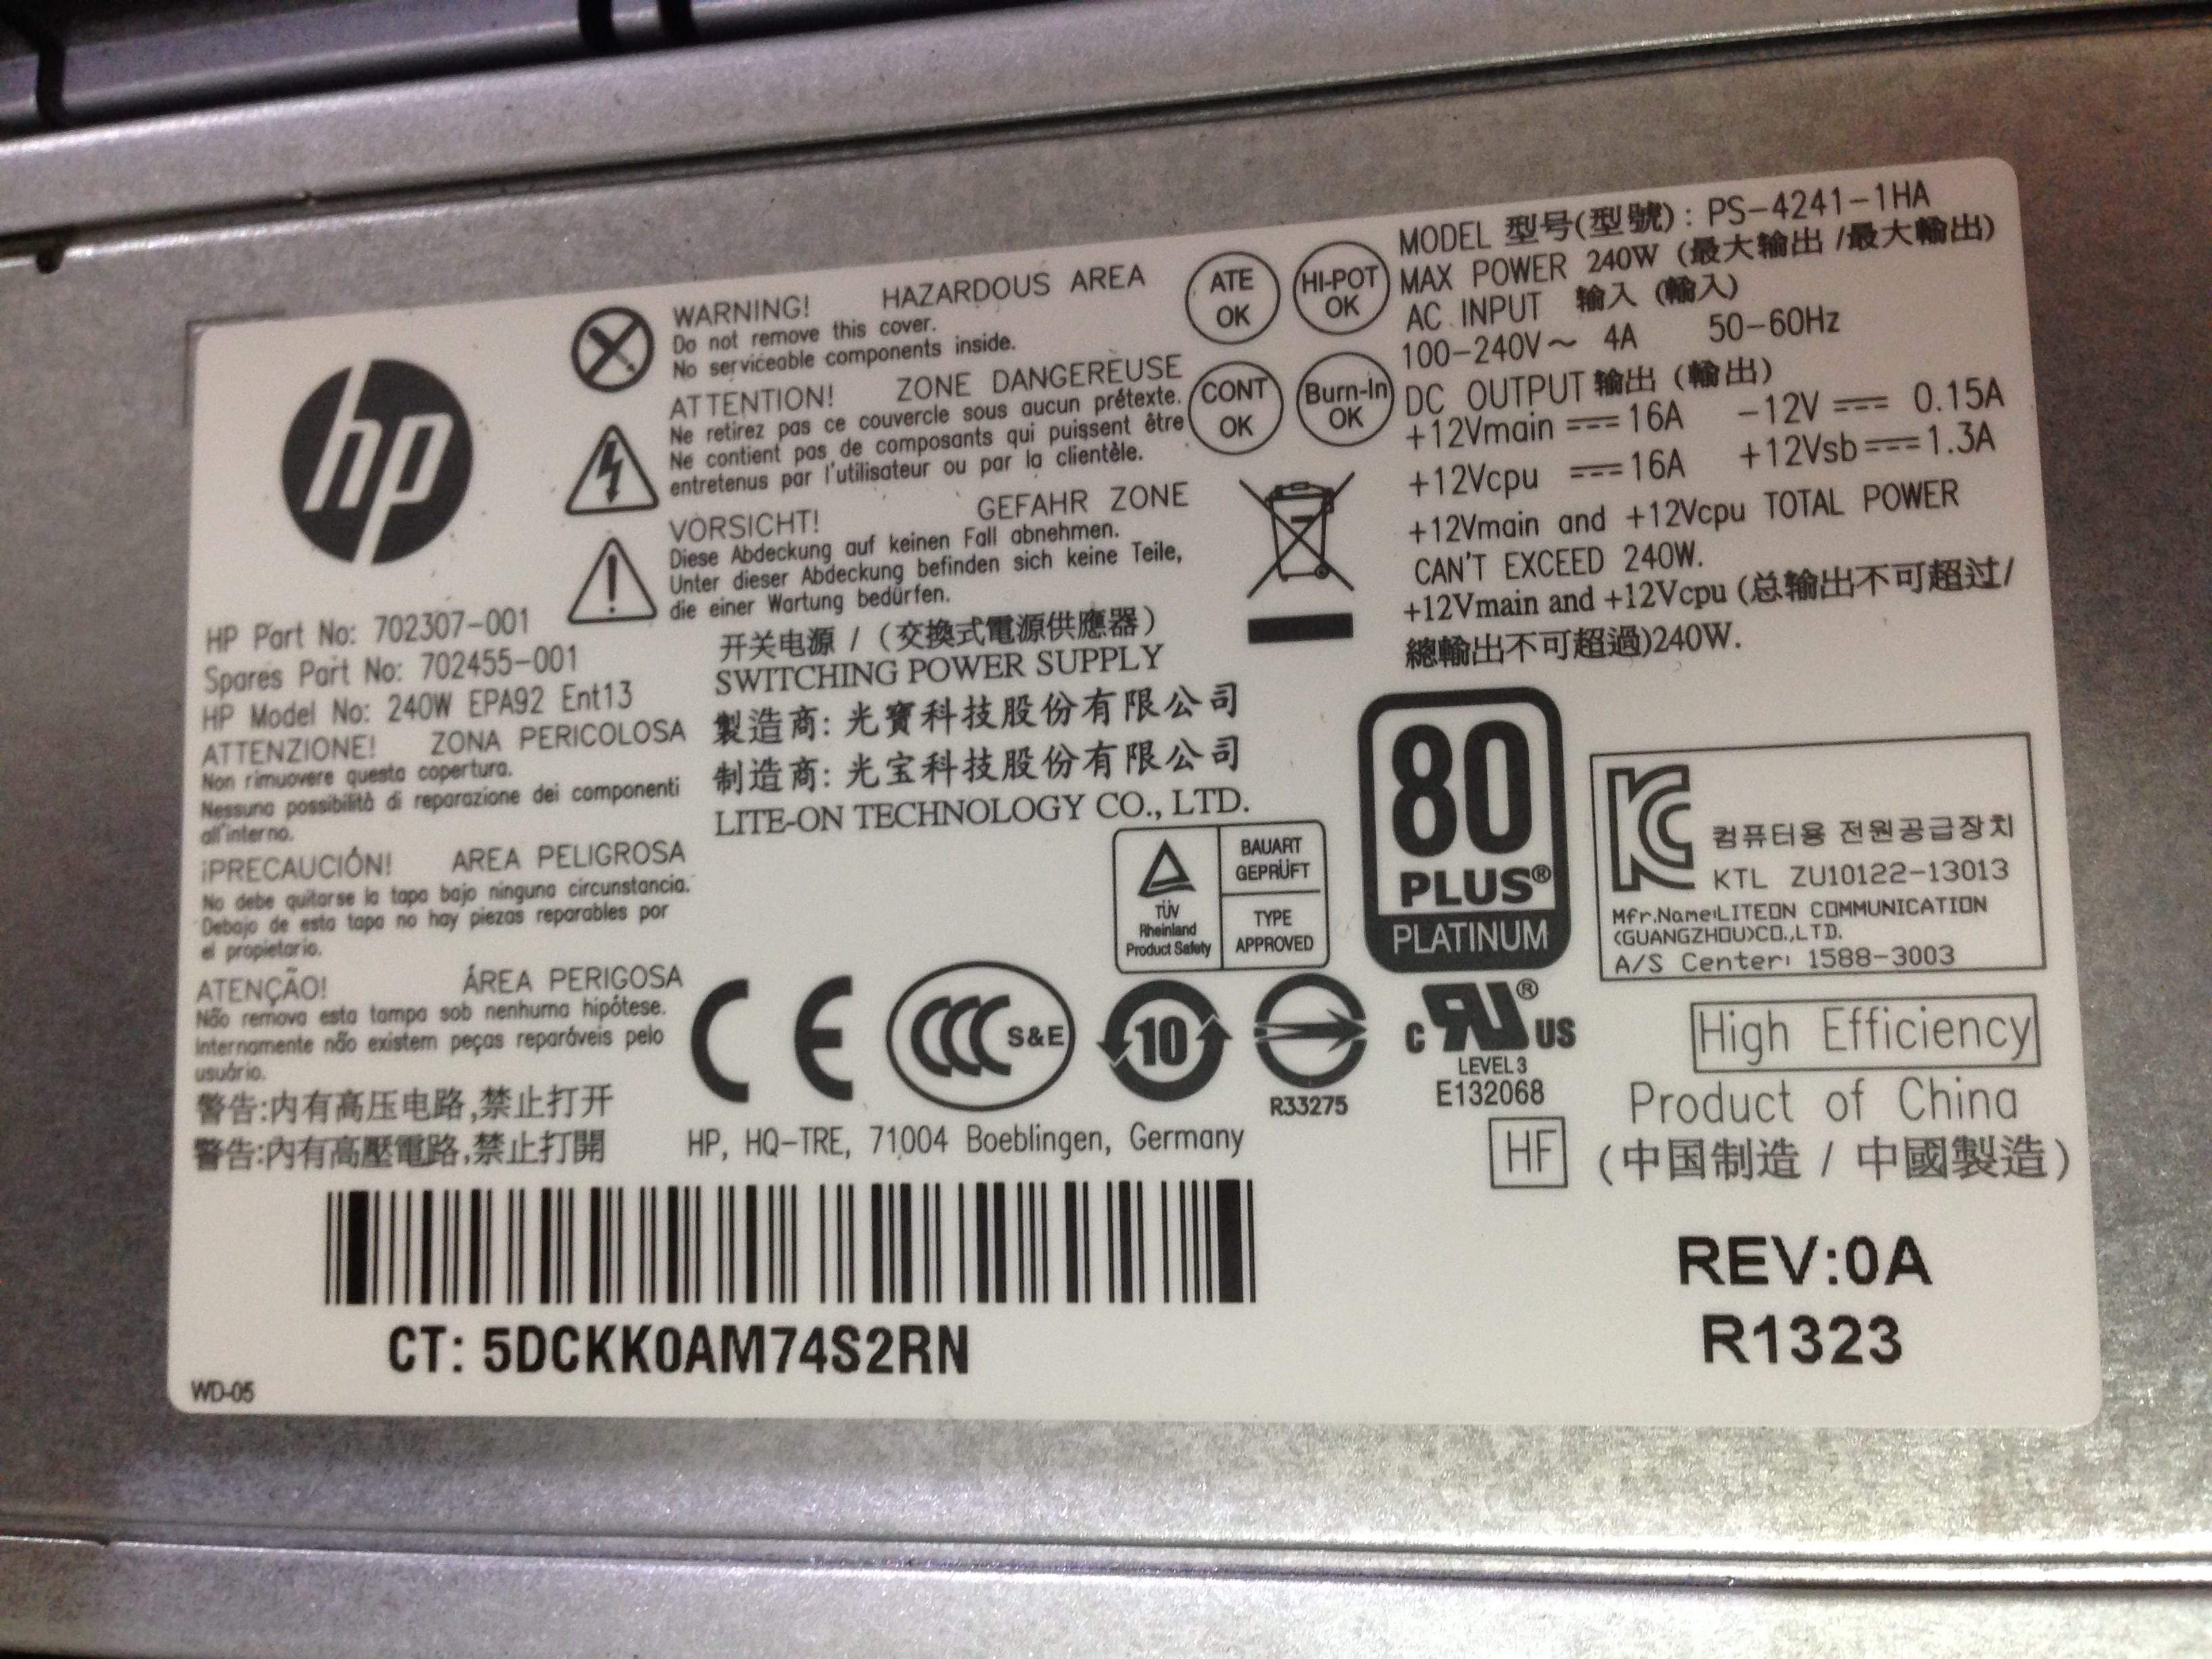 hp
HP Part No: 702307-001
Spares Part No: 702455-001
HP Model No: 240W EPA92 Ent13
ATTENZIONE! ZONA PERICOLOSA
Non rimuovere questa copertura.
Nessuna possibilità di reparazione dei componenti
all'interno.
¡PRECAUCIÓN! AREA PELIGROSA
No debe quitarse la tapa bajo ninguna circunstancia.
Debajo de esta tapa no hay piezas reparables por
el propietario.
ATENÇÃO! ÁREA PERIGOSA
Não remova esta tampa sob nenhuma hipótese.
Internamente não existem peças reparáveis pelo
usuário.
警告:内有高压电路,禁止打开
警告:內有高壓電路,禁止打開
WARNING! HAZARDOUS AREA
Do not remove this cover.
No serviceable components inside.
ATTENTION! ZONE DANGEREUSE
Ne retirez pas ce couvercle sous aucun prétexte.
Ne contient pas de composants qui puissent être
entretenus par l'utilisateur ou par la clientèle.
VORSICHT! GEFAHR ZONE
Diese Abdeckung auf keinen Fall abnehmen.
Unter dieser Abdeckung befinden sich keine Teile,
die einer Wartung bedürfen.
开关电源 / (交換式電源供應器)
SWITCHING POWER SUPPLY
製造商: 光寶科技股份有限公司
制造商: 光宝科技股份有限公司
LITE-ON TECHNOLOGY CO., LTD.
ATE OK
HI-POT OK
CONT OK
Burn-In OK
MODEL 型号(型號): PS-4241-1HA
MAX POWER 240W (最大输出 /最大輸出)
AC INPUT 输入 (輸入)
100-240V~ 4A 50-60Hz
DC OUTPUT 输出 (輸出)
+12Vmain ⎓ 16A -12V ⎓ 0.15A
+12Vcpu ⎓ 16A +12Vsb ⎓ 1.3A
+12Vmain and +12Vcpu TOTAL POWER
CAN'T EXCEED 240W.
+12Vmain and +12Vcpu (总输出不可超过/
總輸出不可超過)240W.
TÜV
Rheinland
Product Safety
BAUART
GEPRÜFT
TYPE
APPROVED
80
PLUS®
PLATINUM
KC
컴퓨터용 전원공급장치
KTL ZU10122-13013
Mfr.Name:LITEON COMMUNICATION
(GUANGZHOU)CO.,LTD.
A/S Center: 1588-3003
CE
CCC S&E
10
R33275
c RU® US
LEVEL 3
E132068
High Efficiency
HP, HQ-TRE, 71004 Boeblingen, Germany
HF
Product of China
(中国制造 / 中國製造)
CT: 5DCKK0AM74S2RN
WD-05
REV:0A
R1323